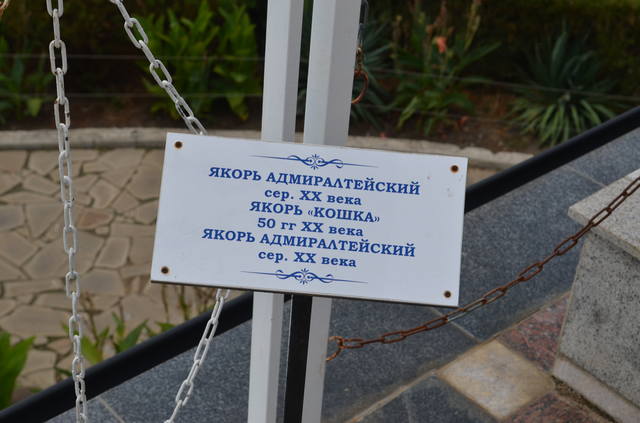 ЯКОРЬ АДМИРАЛТЕЙСКИЙ
сер. XX века
ЯКОРЬ «КОШКА»
50 гг XX века
ЯКОРЬ АДМИРАЛТЕЙСКИЙ
сер. XX века